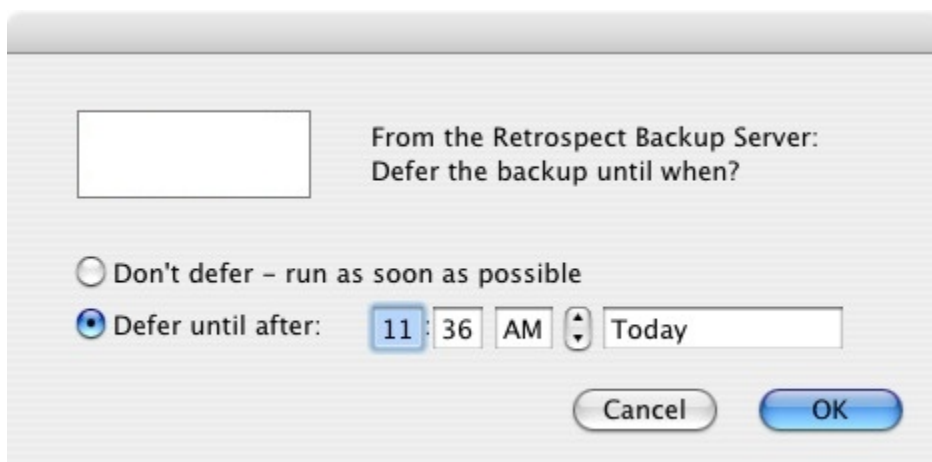 From the Retrospect Backup Server:
Defer the backup until when?
Don't defer – run as soon as possible
Defer until after: 11 : 36 AM Today
Cancel OK